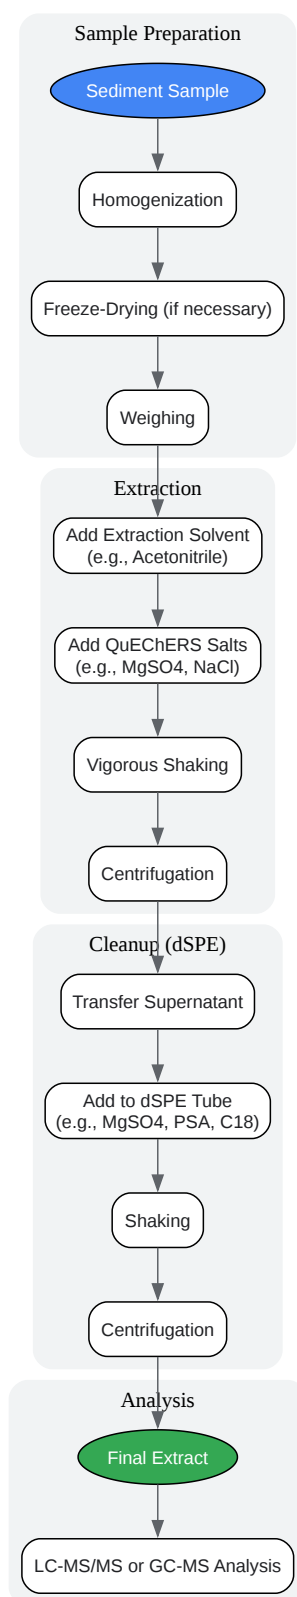 Sample Preparation
Sediment Sample
Homogenization
Freeze-Drying (if necessary)
Weighing
Extraction
Add Extraction Solvent
(e.g., Acetonitrile)
Add QuEChERS Salts
(e.g., MgSO4, NaCl)
Vigorous Shaking
Centrifugation
Cleanup (dSPE)
Transfer Supernatant
Add to dSPE Tube
(e.g., MgSO4, PSA, C18)
Shaking
Centrifugation
Analysis
Final Extract
LC-MS/MS or GC-MS Analysis